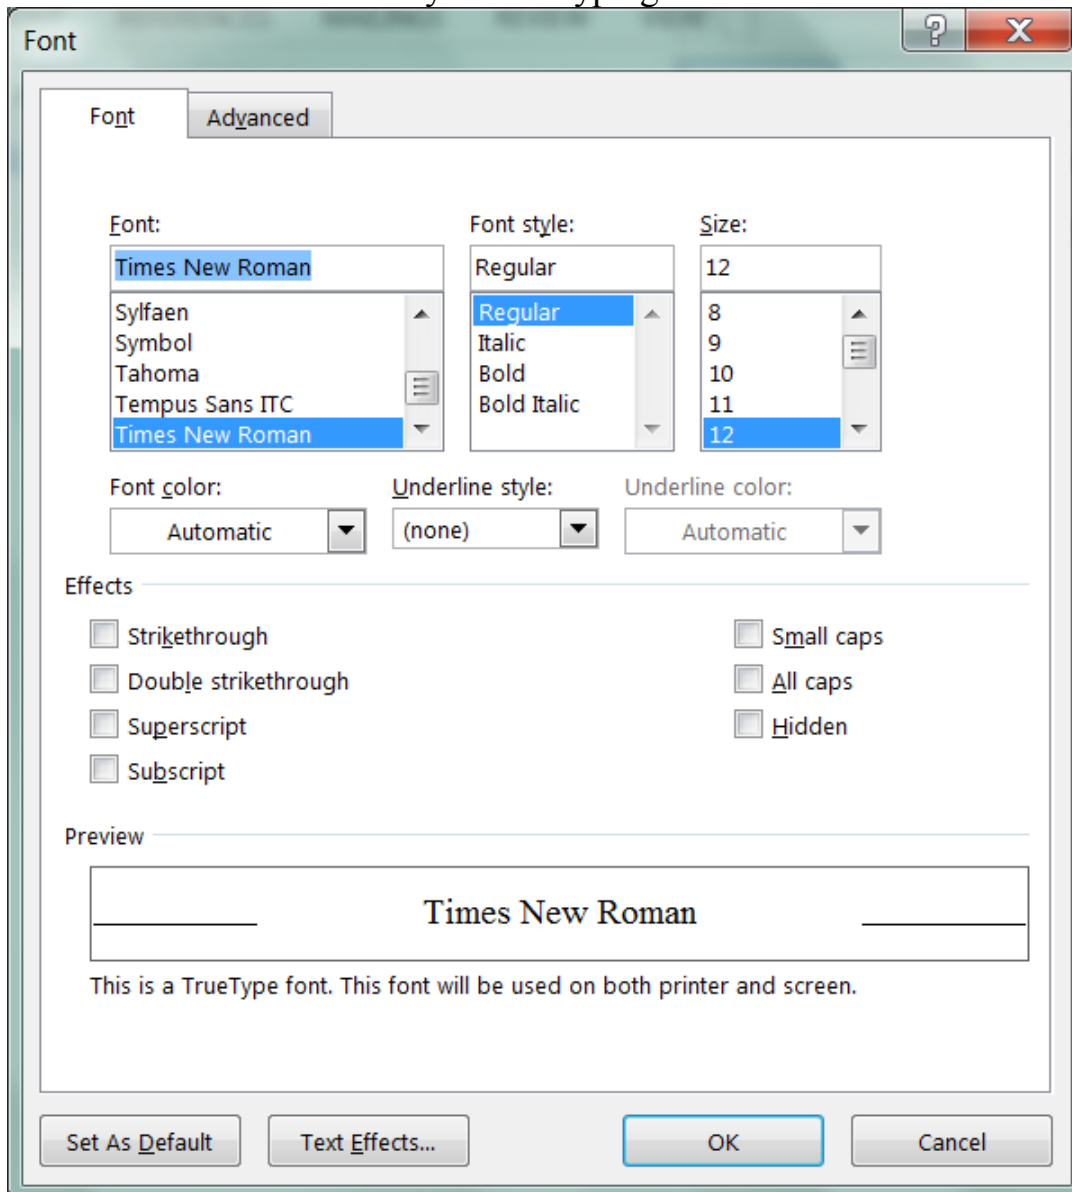 Font
Font Advanced
Font: Font style: Size:
Times New Roman Regular 12
Sylfaen Regular 8
Symbol Italic 9
Tahoma Bold 10
Tempus Sans ITC Bold Italic 11
Times New Roman 12
Font color: Underline style: Underline color:
Automatic (none) Automatic
Effects
Strikethrough Small caps
Double strikethrough All caps
Superscript Hidden
Subscript
Preview
Times New Roman
This is a TrueType font. This font will be used on both printer and screen.
Set As Default Text Effects... OK Cancel